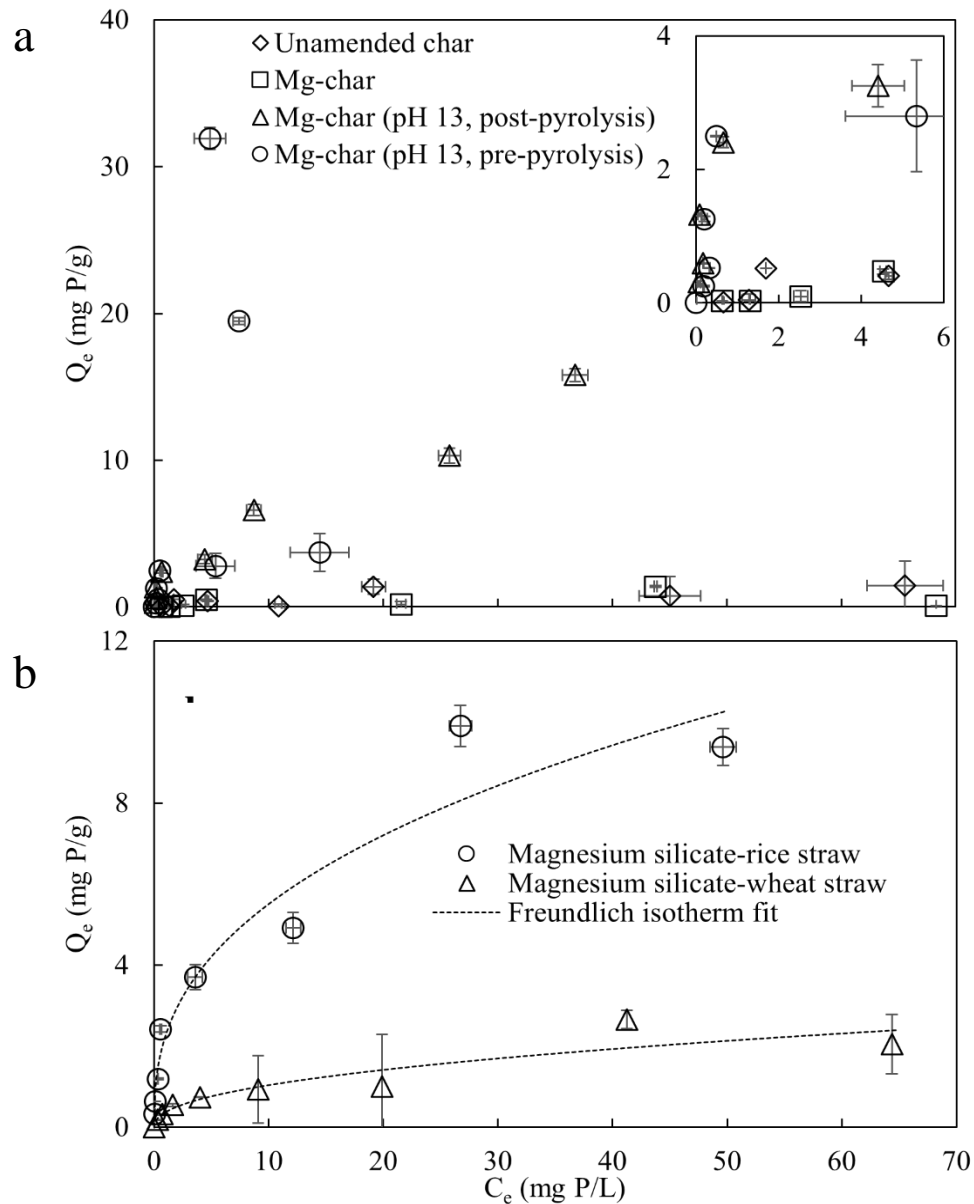 a
40
30
20
10
0
Qe (mg P/g)
Unamended char
Mg-char
Mg-char (pH 13, post-pyrolysis)
Mg-char (pH 13, pre-pyrolysis)
4
2
0
0 2 4 6
b
12
8
4
0
Qe (mg P/g)
Magnesium silicate-rice straw
Magnesium silicate-wheat straw
Freundlich isotherm fit
0 10 20 30 40 50 60 70
Ce (mg P/L)